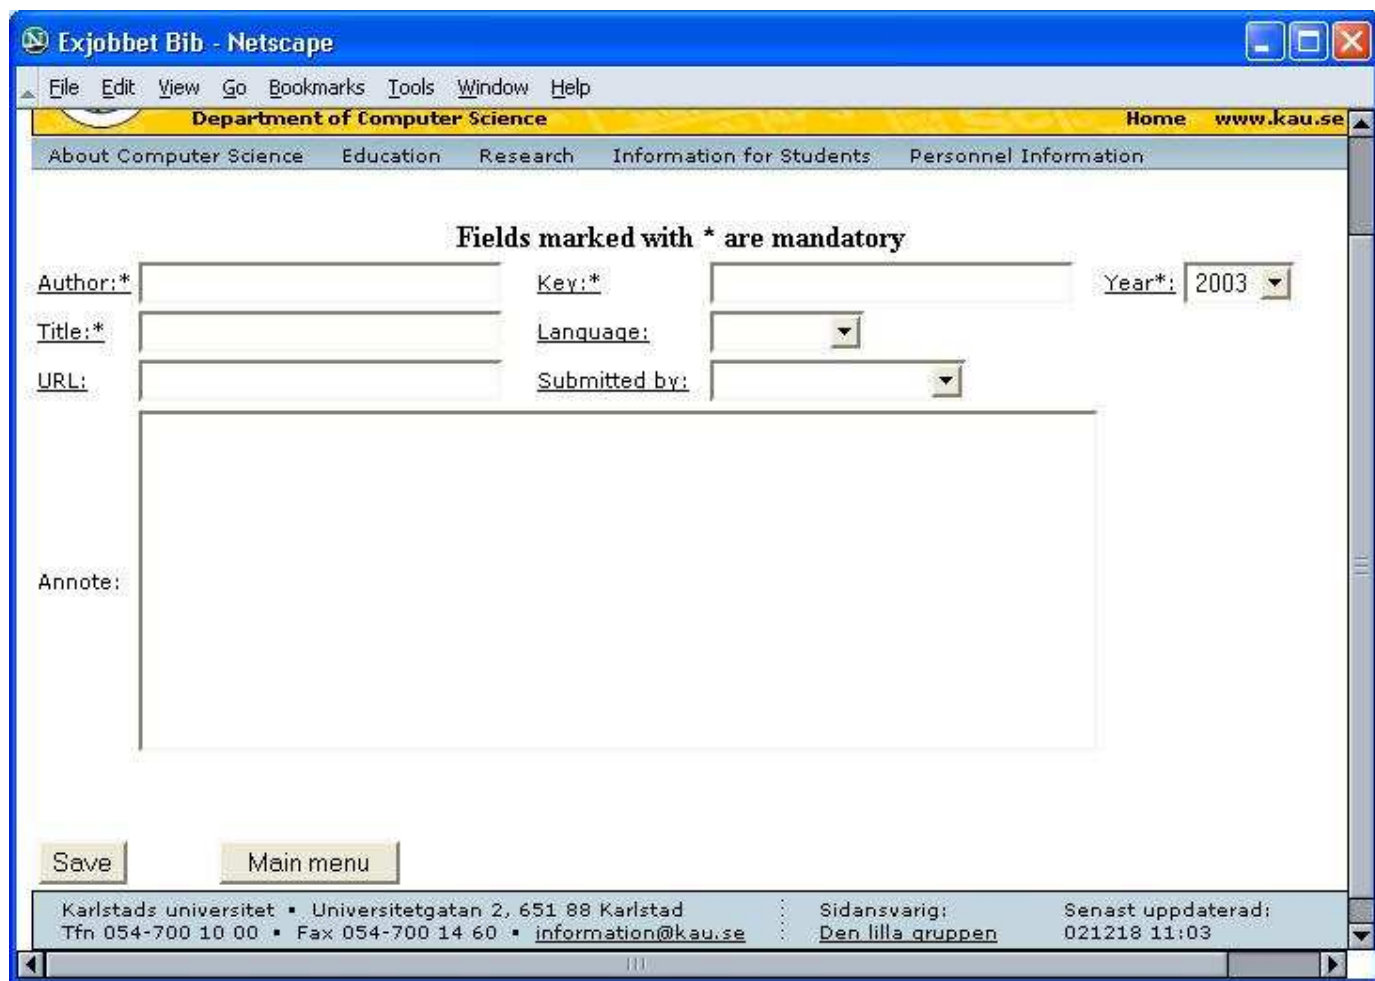 Exjobbet Bib - Netscape
File Edit View Go Bookmarks Tools Window Help
Department of Computer Science Home www.kau.se
About Computer Science Education Research Information for Students Personnel Information
Fields marked with * are mandatory
Author:* Key:* Year*: 2003
Title:* Language:
URL: Submitted by:
Annote:
Save Main menu
Karlstads universitet ▪ Universitetgatan 2, 651 88 Karlstad Sidansvarig: Senast uppdaterad:
Tfn 054-700 10 00 ▪ Fax 054-700 14 60 ▪ information@kau.se Den lilla gruppen 021218 11:03